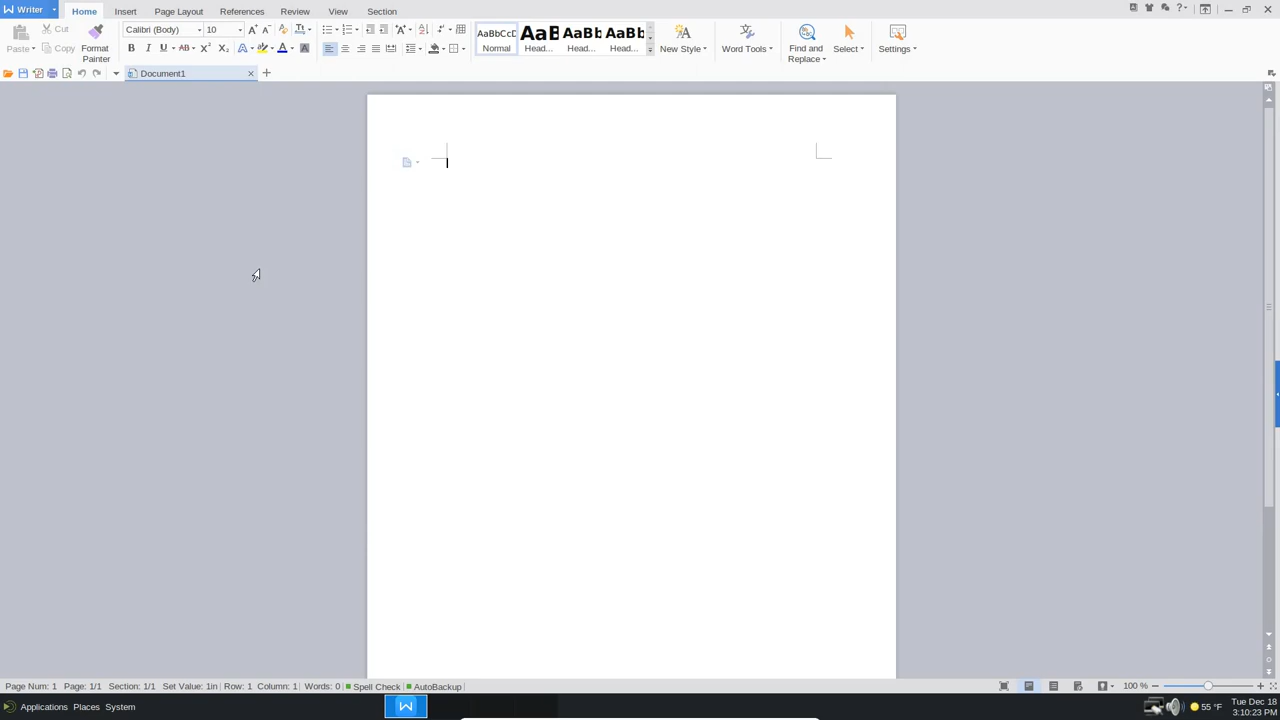 Writer Home Insert Page Layout References Review View Section
Paste Cut Copy Format Painter Calibri (Body) 10
B I U AB X² X₂ A A A
AaBbCcD AaB AaBb AaBb
Normal Head... Head... Head... New Style Word Tools Find and Replace Select Settings
Document1
Page Num: 1 Page: 1/1 Section: 1/1 Set Value: 1in Row: 1 Column: 1 Words: 0 Spell Check AutoBackup 100 %
Applications Places System 55 °F Tue Dec 18
3:10:23 PM